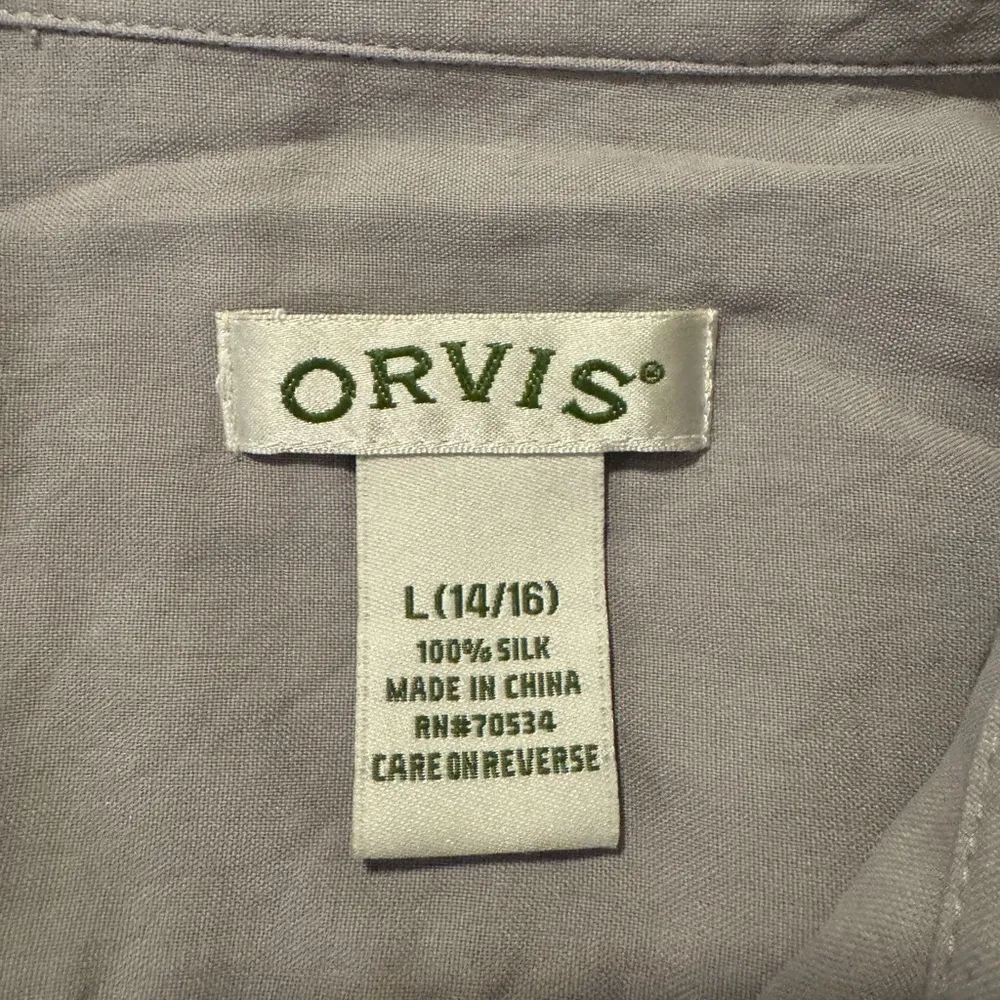 ORVIS®
L (14/16)
100% SILK
MADE IN CHINA
RN#70534
CARE ON REVERSE